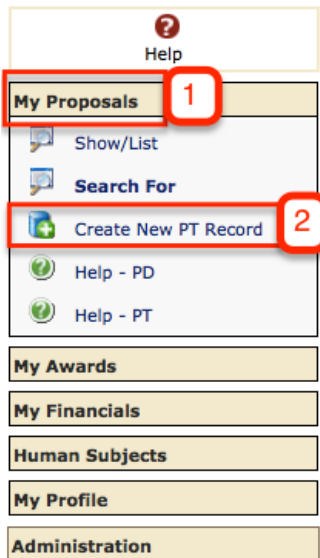 Help
My Proposals 1
Show/List
Search For
Create New PT Record 2
Help - PD
Help - PT
My Awards
My Financials
Human Subjects
My Profile
Administration